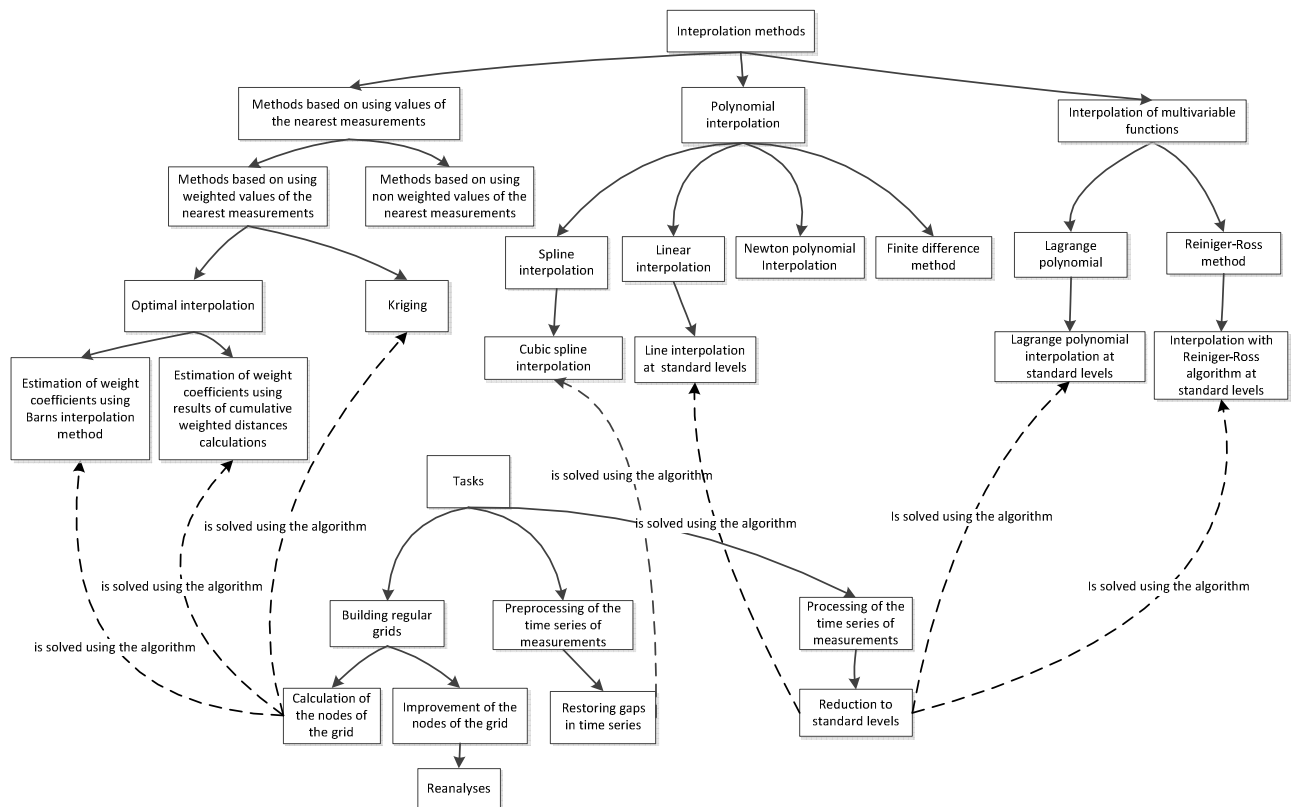 Inteprolation methods
Methods based on using values of
the nearest measurements
Polynomial
interpolation
Interpolation of multivariable
functions
Methods based on using
weighted values of the
nearest measurements
Methods based on using
non weighted values of the
nearest measurements
Spline
interpolation
Linear
interpolation
Newton polynomial
Interpolation
Finite difference
method
Lagrange
polynomial
Reiniger-Ross
method
Optimal interpolation
Kriging
Cubic spline
interpolation
Line interpolation
at standard levels
Lagrange polynomial
interpolation at
standard levels
Interpolation with
Reiniger-Ross
algorithm at
standard levels
Estimation of weight
coefficients using
Barns interpolation
method
Estimation of weight
coefficients using
results of cumulative
weighted distances
calculations
Tasks
is solved using the algorithm
is solved using the algorithm
is solved using the algorithm
Is solved using the algorithm
is solved using the algorithm
Is solved using the algorithm
is solved using the algorithm
Building regular
grids
Preprocessing of the
time series of
measurements
Processing of the
time series of
measurements
Calculation of
the nodes of
the grid
Improvement of the
nodes of the grid
Restoring gaps
in time series
Reduction to
standard levels
Reanalyses